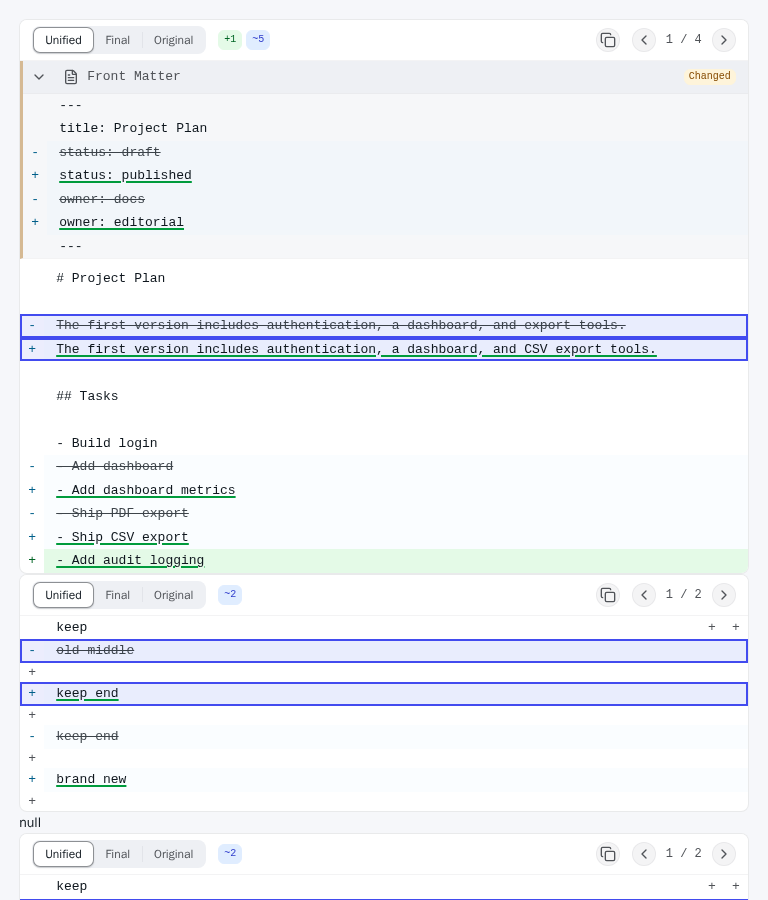 Unified Final Original +1 ~5 1 / 4
Front Matter Changed
---
title: Project Plan
- status: draft
+ status: published
- owner: docs
+ owner: editorial
---
# Project Plan
- The first version includes authentication, a dashboard, and export tools.
+ The first version includes authentication, a dashboard, and CSV export tools.
## Tasks
- Build login
- - Add dashboard
+ - Add dashboard metrics
- - Ship PDF export
+ - Ship CSV export
+ - Add audit logging
Unified Final Original ~2 1 / 2
keep + +
- old middle
+
+ keep end
+
- keep end
+
+ brand new
+
null
Unified Final Original ~2 1 / 2
keep + +